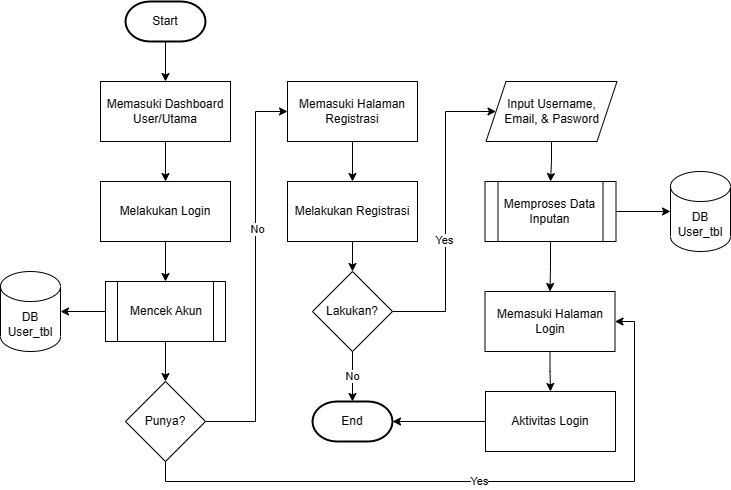 Start
Memasuki Dashboard
User/Utama
Melakukan Login
Mencek Akun
DB
User_tbl
Punya?
No
Yes
Memasuki Halaman
Registrasi
Melakukan Registrasi
Lakukan?
No
End
Yes
Input Username,
Email, & Pasword
Memproses Data
Inputan
DB
User_tbl
Memasuki Halaman
Login
Aktivitas Login